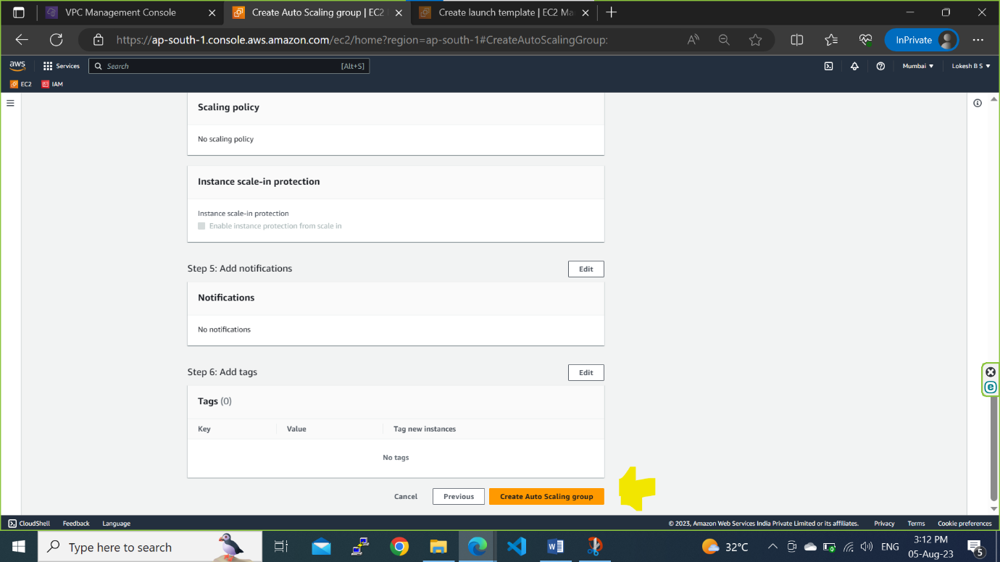 VPC Management Console
Create Auto Scaling group | EC2
Create launch template | EC2 Ma
https://ap-south-1.console.aws.amazon.com/ec2/home?region=ap-south-1#CreateAutoScalingGroup:
InPrivate
aws
Services
Search
[Alt+S]
Mumbai
Lokesh B S
EC2
IAM
Scaling policy
No scaling policy
Instance scale-in protection
Instance scale-in protection
Enable instance protection from scale in
Step 5: Add notifications
Edit
Notifications
No notifications
Step 6: Add tags
Edit
Tags (0)
Key Value Tag new instances
No tags
Cancel Previous Create Auto Scaling group
CloudShell Feedback Language
© 2023, Amazon Web Services India Private Limited or its affiliates. Privacy Terms Cookie preferences
Type here to search
32°C
ENG
3:12 PM
05-Aug-23
5